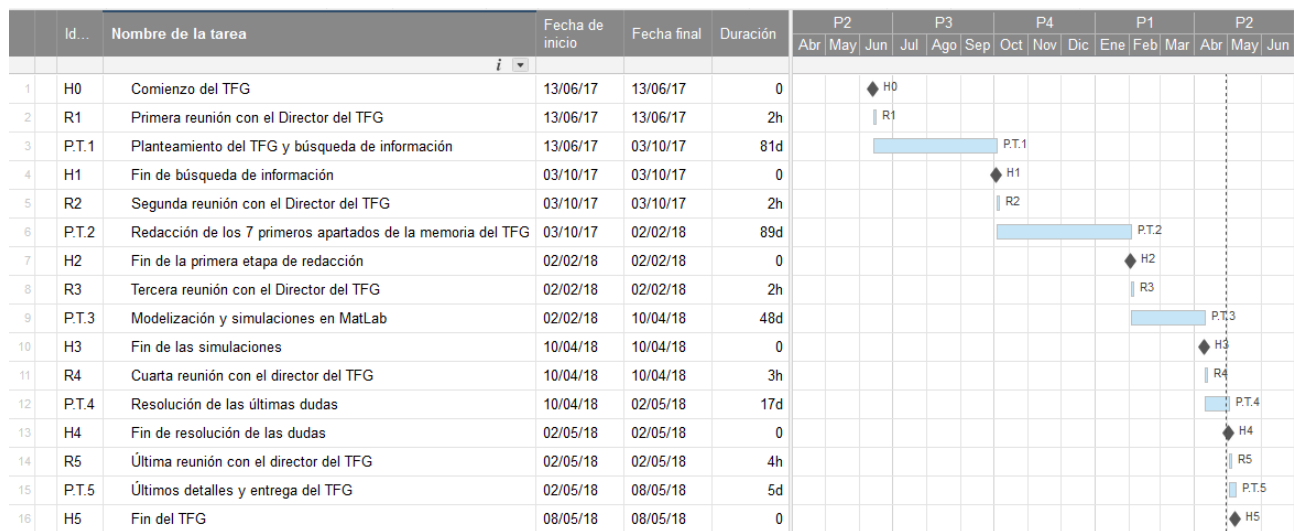 P2 P3 P4 P1 P2
Id... Nombre de la tarea Fecha de inicio Fecha final Duración Abr May Jun Jul Ago Sep Oct Nov Dic Ene Feb Mar Abr May Jun
i
1 H0 Comienzo del TFG 13/06/17 13/06/17 0 H0
2 R1 Primera reunión con el Director del TFG 13/06/17 13/06/17 2h R1
3 P.T.1 Planteamiento del TFG y búsqueda de información 13/06/17 03/10/17 81d P.T.1
4 H1 Fin de búsqueda de información 03/10/17 03/10/17 0 H1
5 R2 Segunda reunión con el Director del TFG 03/10/17 03/10/17 2h R2
6 P.T.2 Redacción de los 7 primeros apartados de la memoria del TFG 03/10/17 02/02/18 89d P.T.2
7 H2 Fin de la primera etapa de redacción 02/02/18 02/02/18 0 H2
8 R3 Tercera reunión con el Director del TFG 02/02/18 02/02/18 2h R3
9 P.T.3 Modelización y simulaciones en MatLab 02/02/18 10/04/18 48d P.T.3
10 H3 Fin de las simulaciones 10/04/18 10/04/18 0 H3
11 R4 Cuarta reunión con el director del TFG 10/04/18 10/04/18 3h R4
12 P.T.4 Resolución de las últimas dudas 10/04/18 02/05/18 17d P.T.4
13 H4 Fin de resolución de las dudas 02/05/18 02/05/18 0 H4
14 R5 Última reunión con el director del TFG 02/05/18 02/05/18 4h R5
15 P.T.5 Últimos detalles y entrega del TFG 02/05/18 08/05/18 5d P.T.5
16 H5 Fin del TFG 08/05/18 08/05/18 0 H5